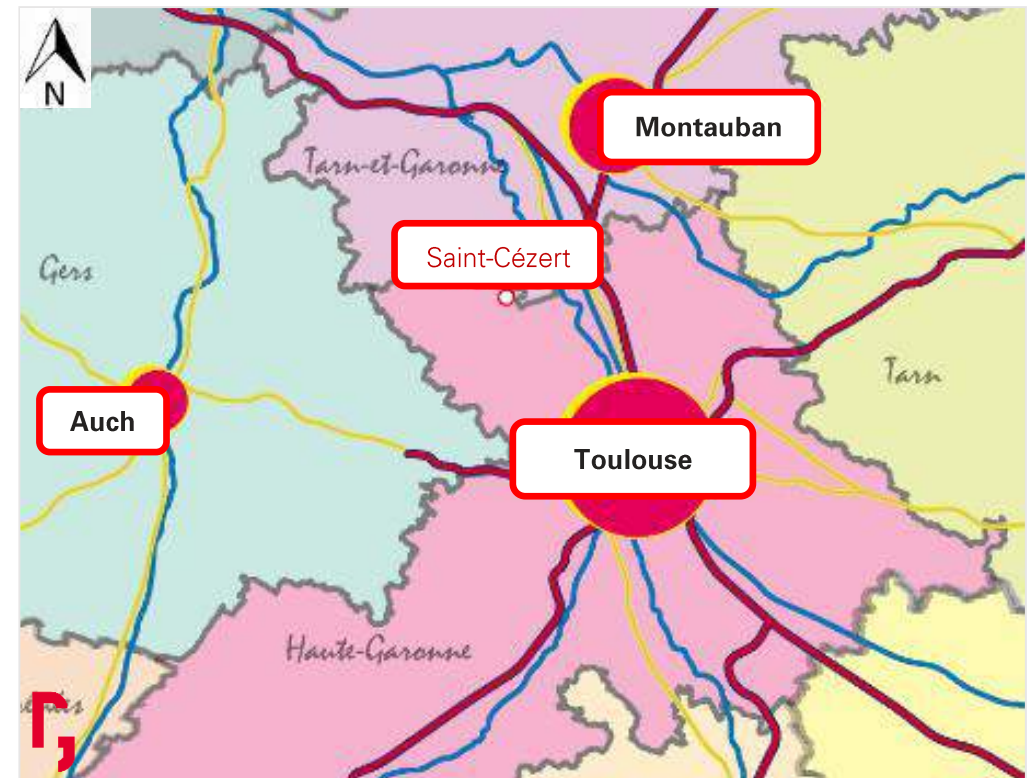 N
Montauban
Tarn-et-Garonne
Saint-Cézert
Gers
Tarn
Auch
Toulouse
Haute-Garonne